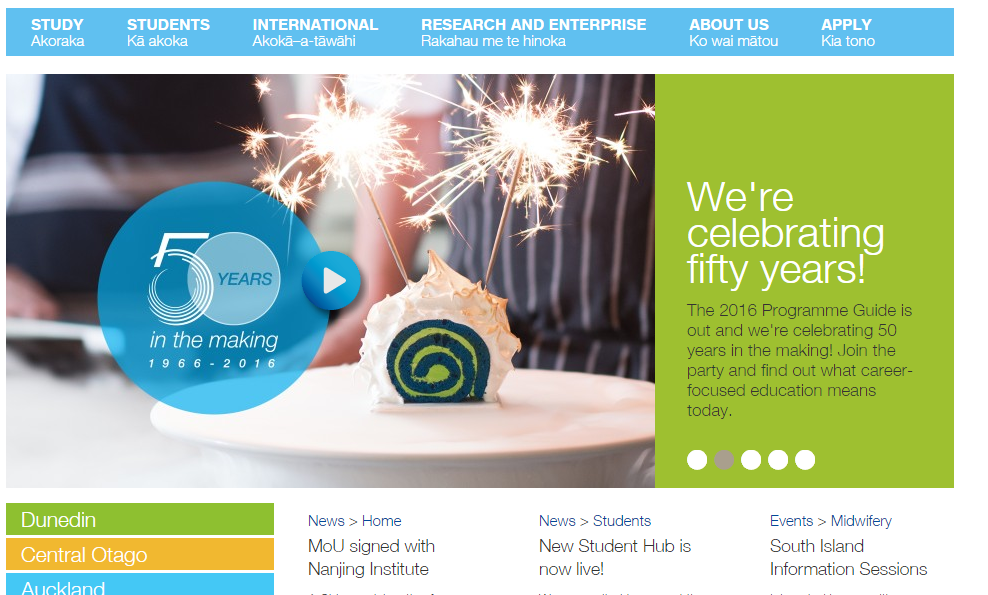 STUDY
Akoraka
STUDENTS
Kā akoka
INTERNATIONAL
Akokā–a-tāwāhi
RESEARCH AND ENTERPRISE
Rakahau me te hinoka
ABOUT US
Ko wai mātou
APPLY
Kia tono
50 YEARS
in the making
1966-2016
We're
celebrating
fifty years!
The 2016 Programme Guide is
out and we're celebrating 50
years in the making! Join the
party and find out what career-
focused education means
today.
Dunedin
Central Otago
Auckland
News > Home
MoU signed with
Nanjing Institute
News > Students
New Student Hub is
now live!
Events > Midwifery
South Island
Information Sessions